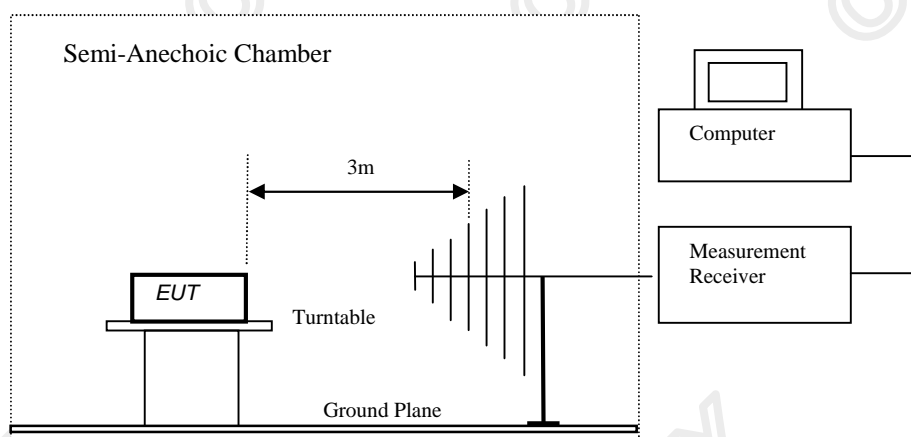 Semi-Anechoic Chamber
Computer
3m
Measurement
Receiver
EUT
Turntable
Ground Plane